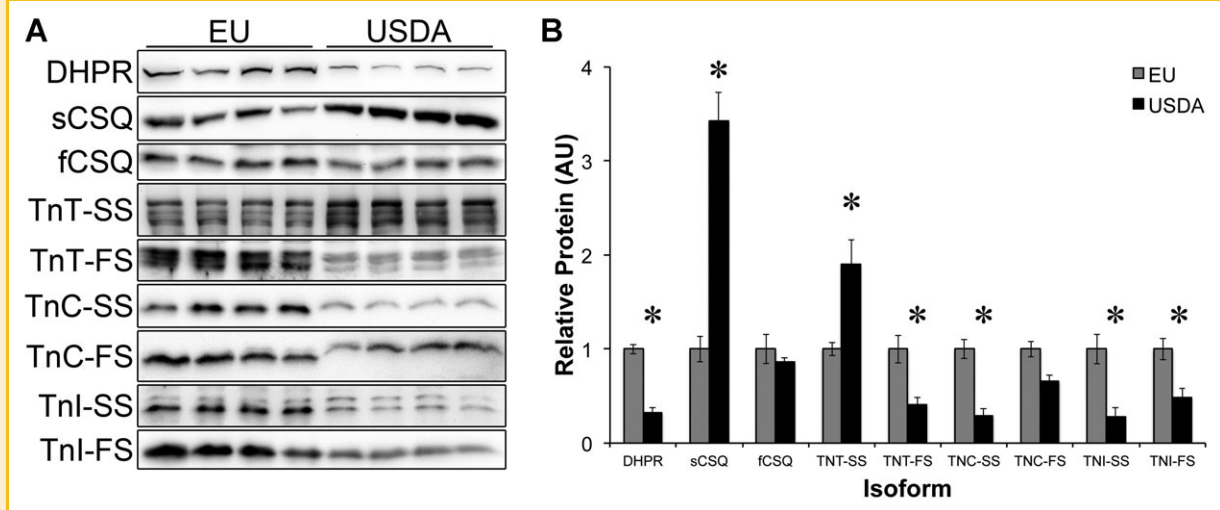 A
EU USDA
DHPR
sCSQ
fCSQ
TnT-SS
TnT-FS
TnC-SS
TnC-FS
TnI-SS
TnI-FS
B
* * * * * * *
EU
USDA
Relative Protein (AU)
4
3
2
1
0
DHPR sCSQ fCSQ TNT-SS TNT-FS TNC-SS TNC-FS TNI-SS TNI-FS
Isoform